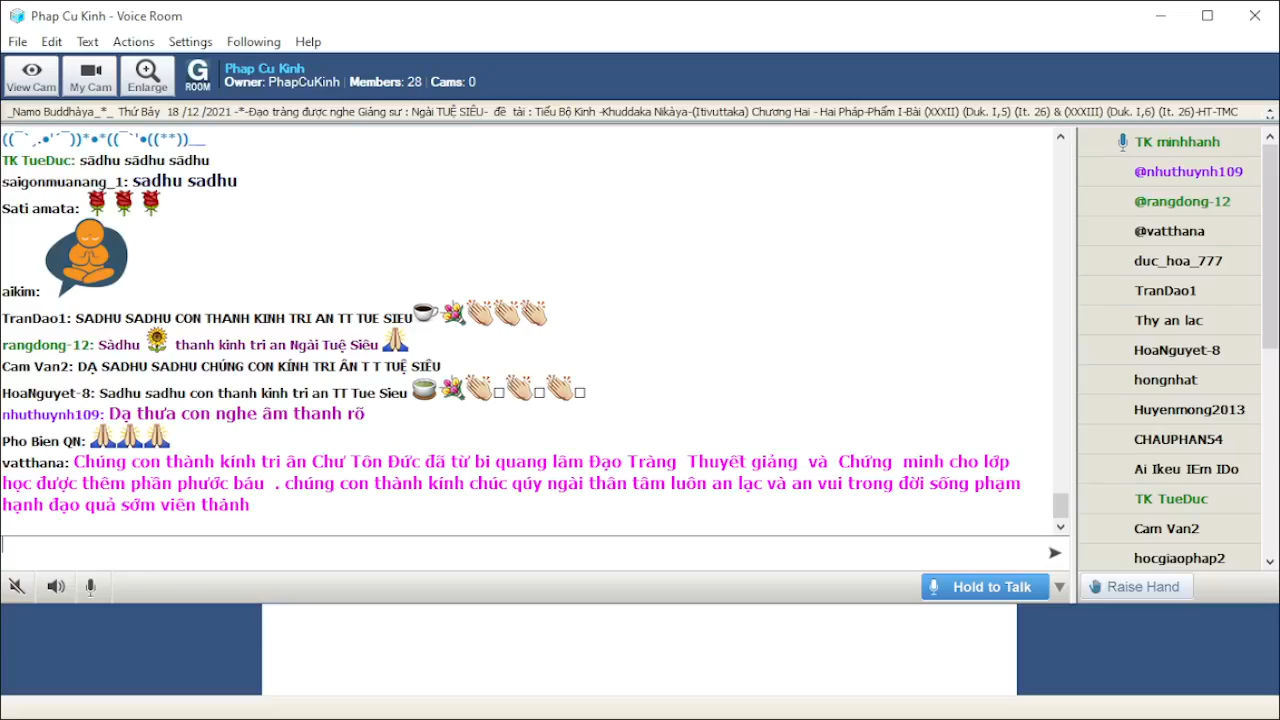 Phap Cu Kinh - Voice Room
File Edit Text Actions Settings Following Help
View Cam My Cam Enlarge G ROOM
Phap Cu Kinh
Owner: PhapCuKinh | Members: 28 | Cams: 0
_Namo Buddhàya_*_ Thứ Bảy 18 /12 /2021 -*-Đạo tràng được nghe Giảng sư : Ngài TUỆ SIÊU- đề tài : Tiểu Bộ Kinh -Khuddaka Nikàya-(Itivuttaka) Chương Hai - Hai Pháp-Phẩm I-Bài (XXXII) (Duk. I,5) (It. 26) & (XXXIII) (Duk. I,6) (It. 26)-HT-TMC
((¯`¸.•'´¯))*•*((¯`'•((**))__
TK TueDuc: sādhu sādhu sādhu
saigonmuanang_1: sadhu sadhu
Sati amata:
aikim:
TranDao1: SADHU SADHU CON THANH KINH TRI AN TT TUE SIEU
rangdong-12: Sàdhu thanh kinh tri an Ngài Tuệ Siêu
Cam Van2: DẠ SADHU SADHU CHÚNG CON KÍNH TRI ÂN T T TUỆ SIÊU
HoaNguyet-8: Sadhu sadhu con thanh kinh tri an TT Tue Sieu
nhuthuynh109: Dạ thưa con nghe âm thanh rõ
Pho Bien QN:
vatthana: Chúng con thành kính tri ân Chư Tôn Đức đã từ bi quang lâm Đạo Tràng Thuyết giảng và Chứng minh cho lớp
học được thêm phần phước báu . chúng con thành kính chúc qúy ngài thân tâm luôn an lạc và an vui trong đời sống phạm
hạnh đạo quả sớm viên thành
TK minhhanh
@nhuthuynh109
@rangdong-12
@vatthana
duc_hoa_777
TranDao1
Thy an lac
HoaNguyet-8
hongnhat
Huyenmong2013
CHAUPHAN54
Ai Ikeu IEm IDo
TK TueDuc
Cam Van2
hocgiaophap2
Hold to Talk
Raise Hand